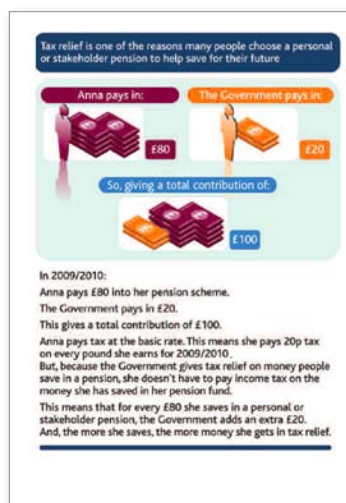 Tax relief is one of the reasons many people choose a personal
or stakeholder pension to help save for their future
Anna pays in:
The Government pays in:
£80
£20
So, giving a total contribution of:
£100
In 2009/2010:
Anna pays £80 into her pension scheme.
The Government pays in £20.
This gives a total contribution of £100.
Anna pays tax at the basic rate. This means she pays 20p tax
on every pound she earns for 2009/2010.
But, because the Government gives tax relief on money people
save in a pension, she doesn't have to pay income tax on the
money she has saved in her pension fund.
This means that for every £80 she saves in a personal or
stakeholder pension, the Government adds an extra £20.
And, the more she saves, the more money she gets in tax relief.